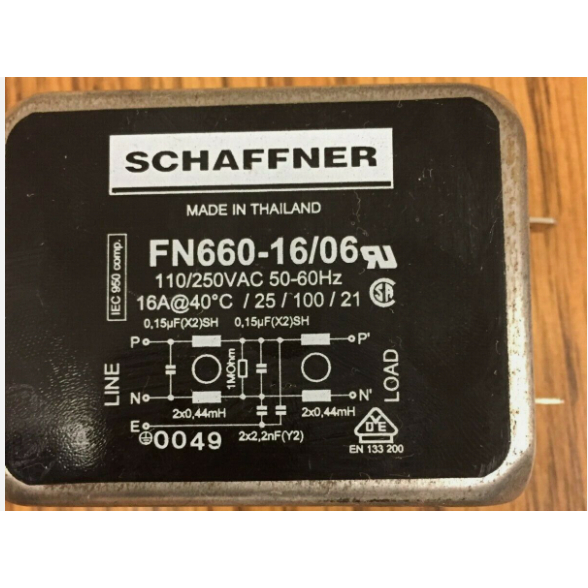 SCHAFFNER
MADE IN THAILAND
IEC 950 comp.
FN660-16/06
110/250VAC 50-60Hz
16A@40°C / 25 / 100 / 21
0,15µF(X2)SH 0,15µF(X2)SH
P P'
LINE
1MOhm
LOAD
N N'
2x0,44mH 2x0,44mH
E
0049 2x2,2nF(Y2)
EN 133 200